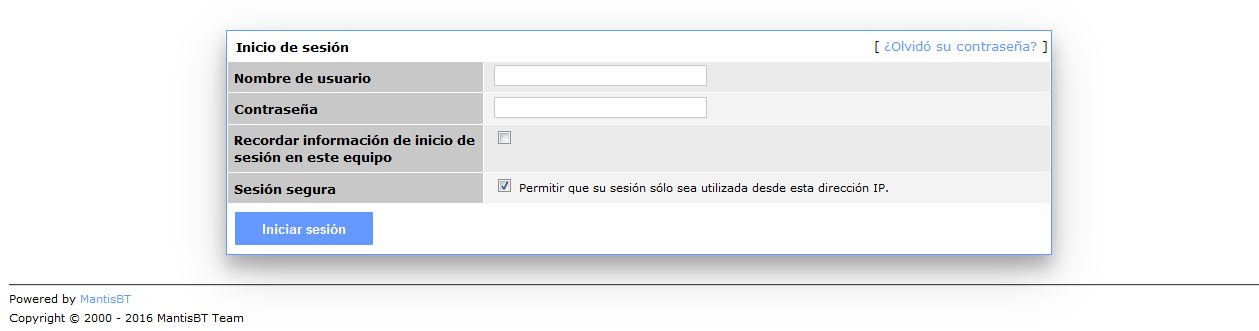 Inicio de sesión [ ¿Olvidó su contraseña? ]
Nombre de usuario
Contraseña
Recordar información de inicio de
sesión en este equipo
Sesión segura Permitir que su sesión sólo sea utilizada desde esta dirección IP.
Iniciar sesión
Powered by MantisBT
Copyright © 2000 - 2016 MantisBT Team